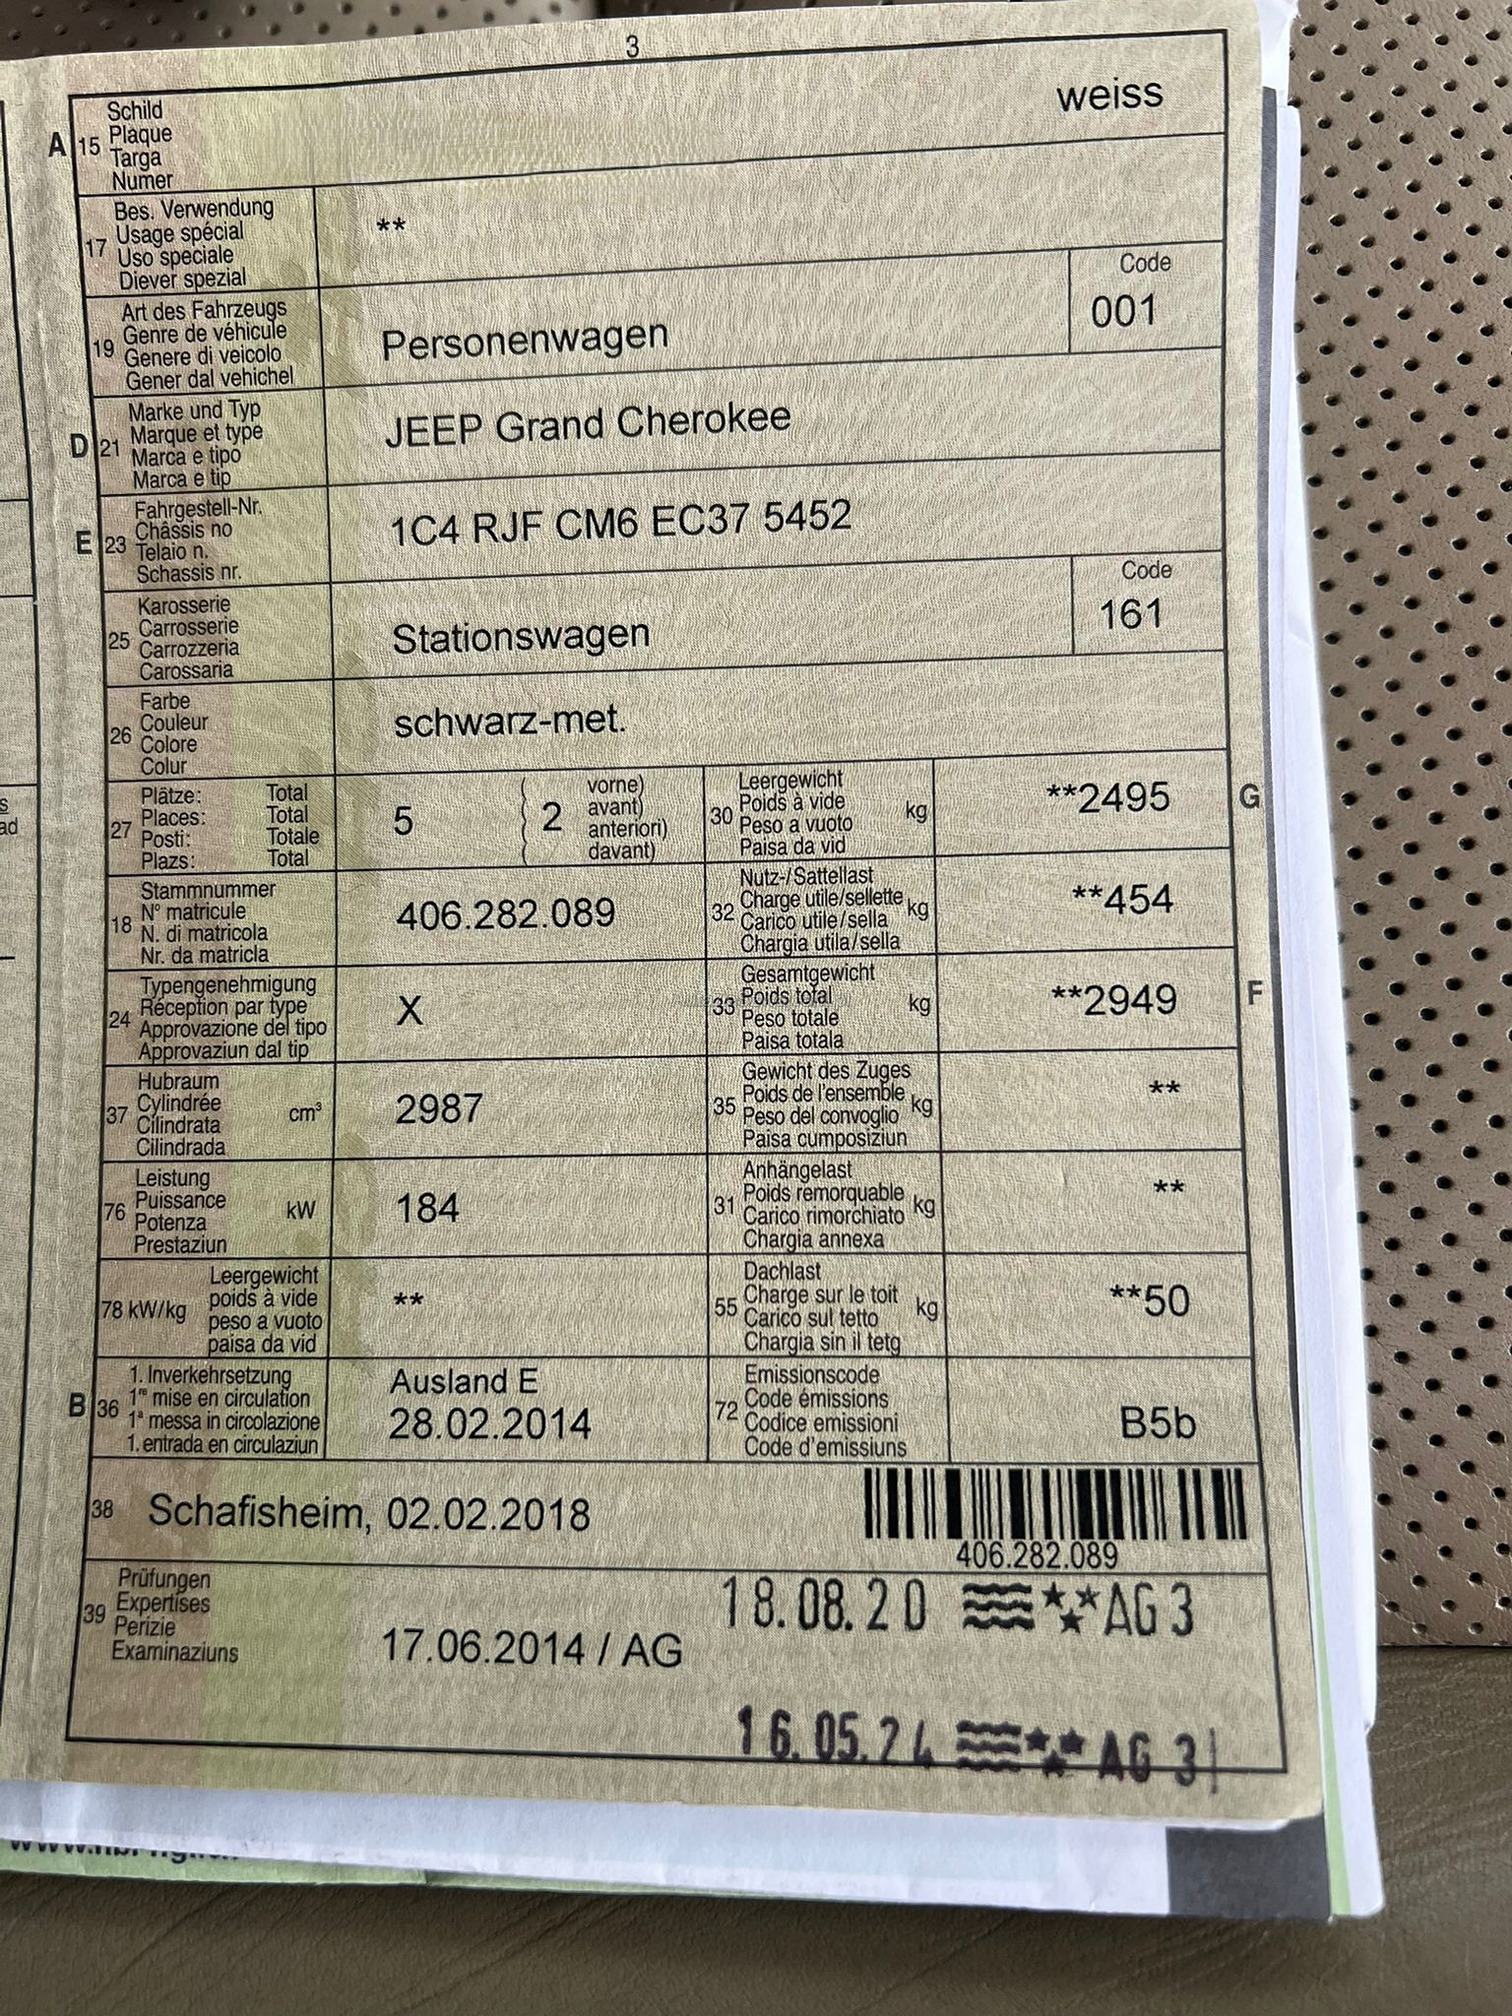 3
A 15 Schild weiss
Plaque
Targa
Numer
17 Bes. Verwendung **
Usage spécial
Uso speciale
Diever spezial
19 Art des Fahrzeugs Code
Genre de véhicule Personenwagen 001
Genere di veicolo
Gener dal vehichel
D 21 Marke und Typ JEEP Grand Cherokee
Marque et type
Marca e tipo
Marca e tip
E 23 Fahrgestell-Nr. 1C4 RJF CM6 EC37 5452
Châssis no
Telaio n.
Schassis nr.
25 Karosserie Code
Carrosserie Stationswagen 161
Carrozzeria
Carossaria
26 Farbe schwarz-met.
Couleur
Colore
Colur
27 Plätze: Total 5 ( 2 vorne)
Places: Total avant)
Posti: Totale anteriori)
Plazs: Total davant)
30 Leergewicht kg **2495 G
Poids à vide
Peso a vuoto
Paisa da vid
18 Stammnummer 406.282.089
N° matricule
N. di matricola
Nr. da matricla
32 Nutz-/Sattellast kg **454
Charge utile/sellette
Carico utile/sella
Chargia utila/sella
24 Typengenehmigung X
Réception par type
Approvazione del tipo
Approvaziun dal tip
33 Gesamtgewicht kg **2949 F
Poids total
Peso totale
Paisa totala
37 Hubraum cm³ 2987
Cylindrée
Cilindrata
Cilindrada
35 Gewicht des Zuges kg **
Poids de l'ensemble
Peso del convoglio
Paisa cumposiziun
76 Leistung kW 184
Puissance
Potenza
Prestaziun
31 Anhängelast kg **
Poids remorquable
Carico rimorchiato
Chargia annexa
78 kW/kg Leergewicht **
poids à vide
peso a vuoto
paisa da vid
55 Dachlast kg **50
Charge sur le toit
Carico sul tetto
Chargia sin il tetg
B 36 1. Inverkehrsetzung Ausland E
1re mise en circulation 28.02.2014
1a messa in circolazione
1. entrada en circulaziun
72 Emissionscode B5b
Code émissions
Codice emissioni
Code d'emissiuns
38 Schafisheim, 02.02.2018
406.282.089
39 Prüfungen 18.08.20 AG 3
Expertises
Perizie 17.06.2014 / AG
Examinaziuns
16.05.24 AG 3